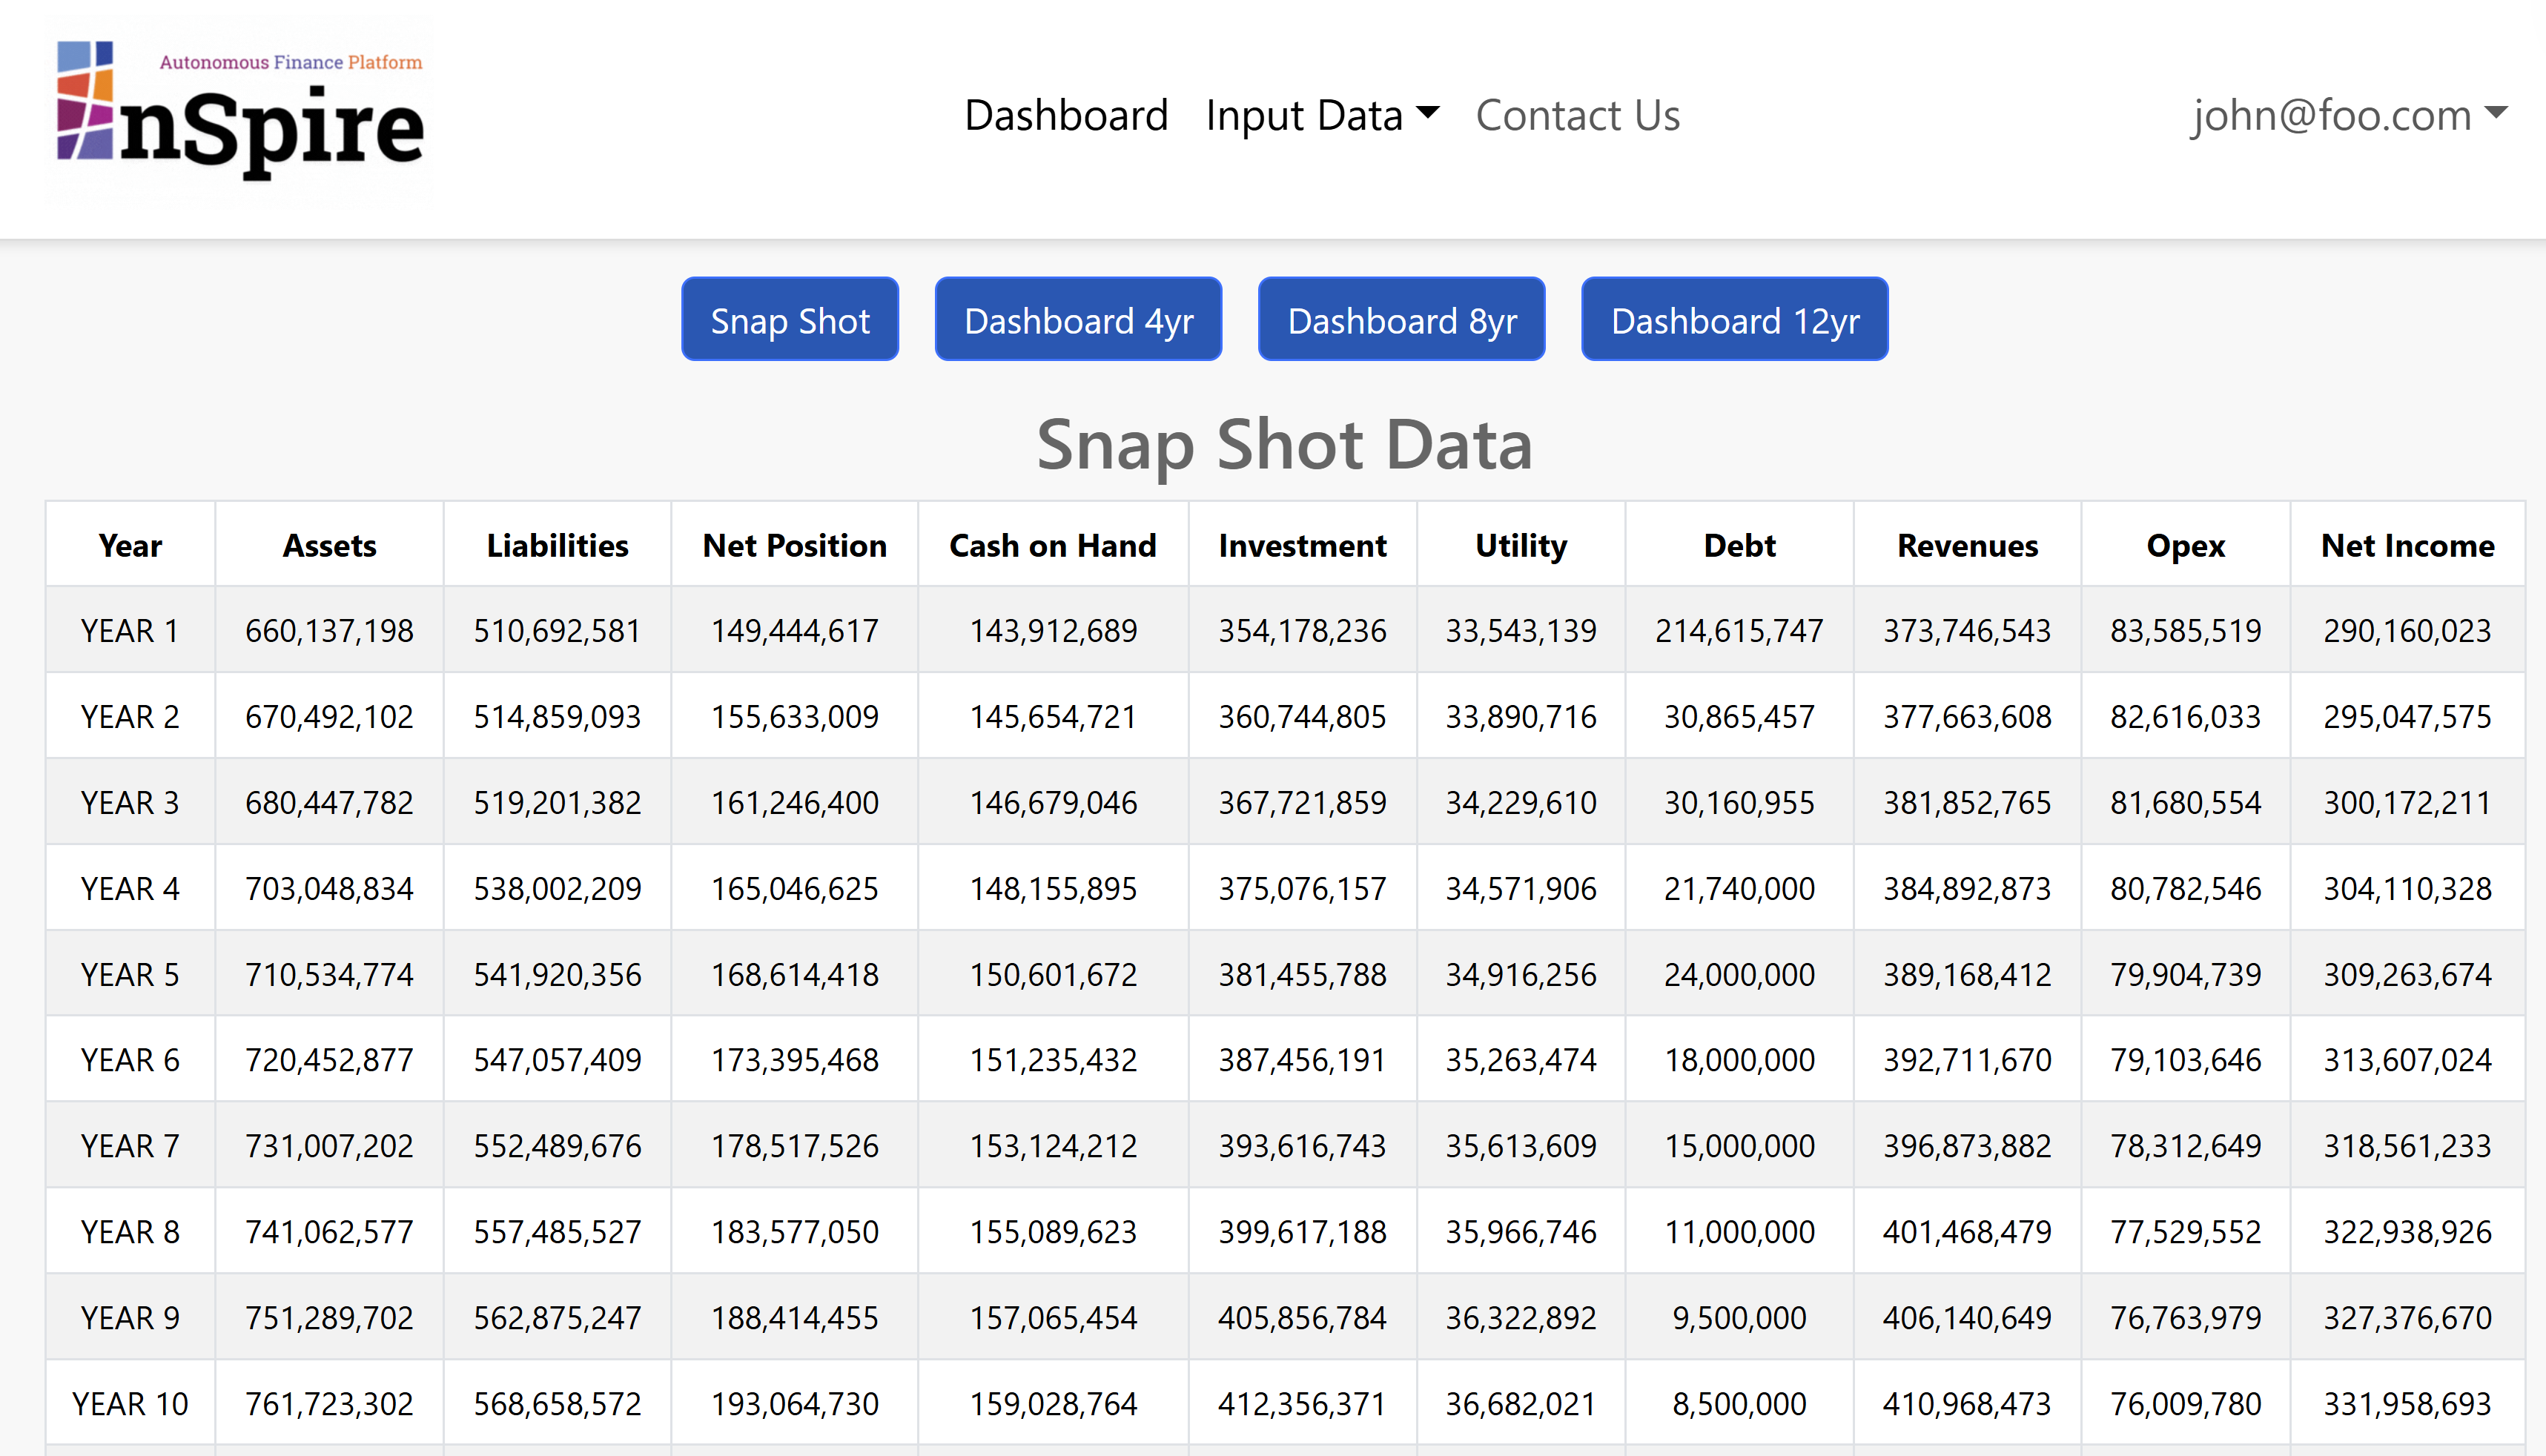 Autonomous Finance Platform
InSpire
Dashboard Input Data Contact Us john@foo.com
Snap Shot Dashboard 4yr Dashboard 8yr Dashboard 12yr
Snap Shot Data
Year Assets Liabilities Net Position Cash on Hand Investment Utility Debt Revenues Opex Net Income
YEAR 1 660,137,198 510,692,581 149,444,617 143,912,689 354,178,236 33,543,139 214,615,747 373,746,543 83,585,519 290,160,023
YEAR 2 670,492,102 514,859,093 155,633,009 145,654,721 360,744,805 33,890,716 30,865,457 377,663,608 82,616,033 295,047,575
YEAR 3 680,447,782 519,201,382 161,246,400 146,679,046 367,721,859 34,229,610 30,160,955 381,852,765 81,680,554 300,172,211
YEAR 4 703,048,834 538,002,209 165,046,625 148,155,895 375,076,157 34,571,906 21,740,000 384,892,873 80,782,546 304,110,328
YEAR 5 710,534,774 541,920,356 168,614,418 150,601,672 381,455,788 34,916,256 24,000,000 389,168,412 79,904,739 309,263,674
YEAR 6 720,452,877 547,057,409 173,395,468 151,235,432 387,456,191 35,263,474 18,000,000 392,711,670 79,103,646 313,607,024
YEAR 7 731,007,202 552,489,676 178,517,526 153,124,212 393,616,743 35,613,609 15,000,000 396,873,882 78,312,649 318,561,233
YEAR 8 741,062,577 557,485,527 183,577,050 155,089,623 399,617,188 35,966,746 11,000,000 401,468,479 77,529,552 322,938,926
YEAR 9 751,289,702 562,875,247 188,414,455 157,065,454 405,856,784 36,322,892 9,500,000 406,140,649 76,763,979 327,376,670
YEAR 10 761,723,302 568,658,572 193,064,730 159,028,764 412,356,371 36,682,021 8,500,000 410,968,473 76,009,780 331,958,693